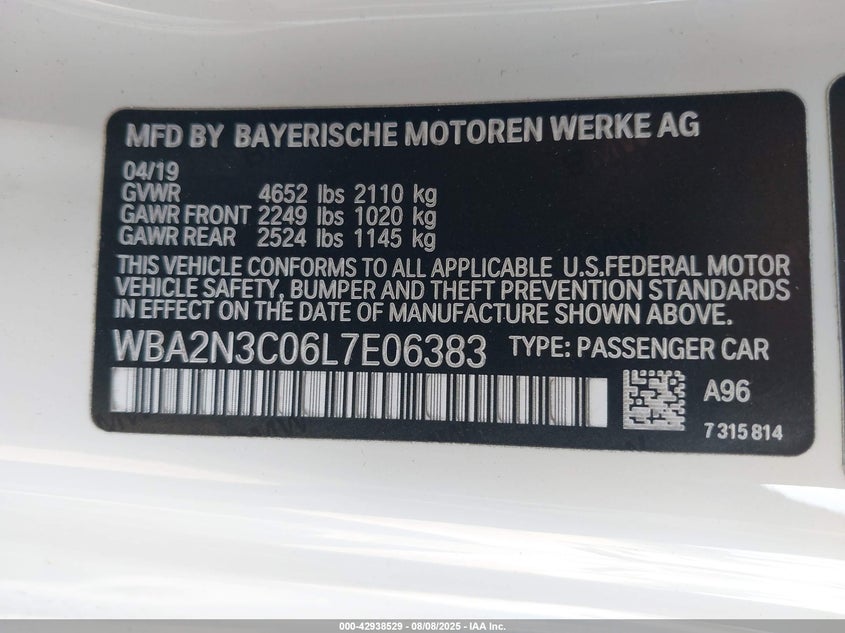 MFD BY BAYERISCHE MOTOREN WERKE AG
04/19
GVWR 4652 lbs 2110 kg
GAWR FRONT 2249 lbs 1020 kg
GAWR REAR 2524 lbs 1145 kg
THIS VEHICLE CONFORMS TO ALL APPLICABLE U.S.FEDERAL MOTOR
VEHICLE SAFETY, BUMPER AND THEFT PREVENTION STANDARDS
IN EFFECT ON THE DATE OF MANUFACTURE SHOWN ABOVE.
WBA2N3C06L7E06383 TYPE: PASSENGER CAR
A96
7 315 814
000-42938529 - 08/08/2025 - IAA Inc.